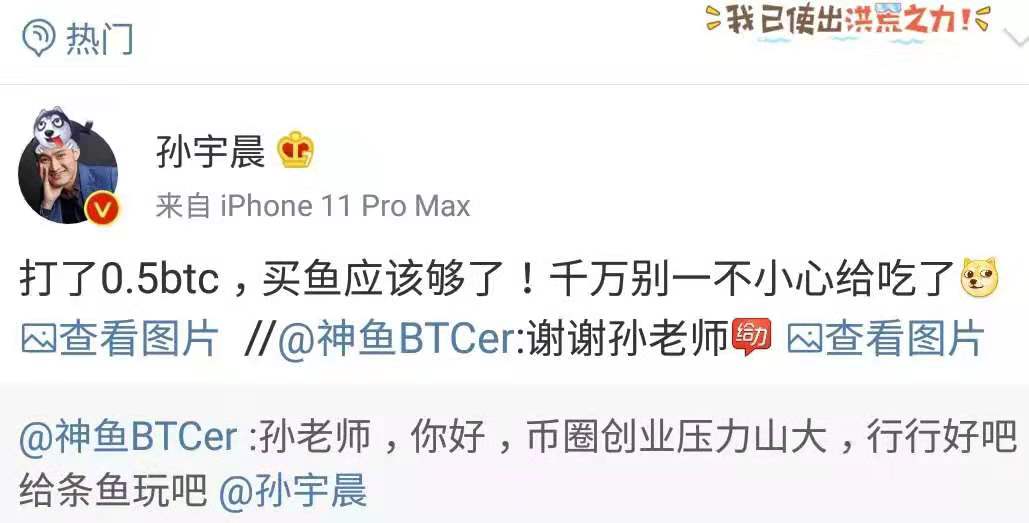 热门
我已使出洪荒之力!
孙宇晨
来自 iPhone 11 Pro Max
打了0.5btc，买鱼应该够了！千万别一不小心给吃了
查看图片 //@神鱼BTCer:谢谢孙老师 给力 查看图片
@神鱼BTCer :孙老师，你好，币圈创业压力山大，行行好吧
给条鱼玩吧 @孙宇晨